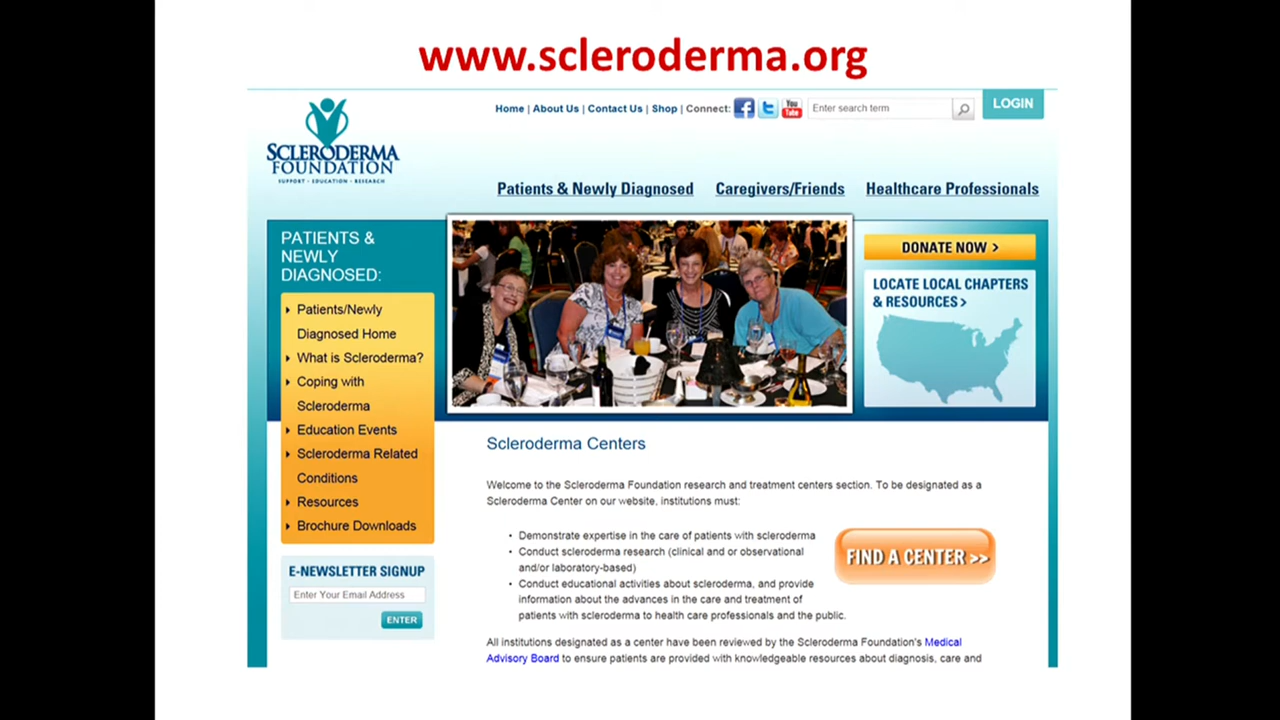 www.scleroderma.org
Home | About Us | Contact Us | Shop | Connect:
You
Tube
Enter search term
LOGIN
SCLERODERMA
FOUNDATION
SUPPORT • EDUCATION • RESEARCH
Patients & Newly Diagnosed
Caregivers/Friends
Healthcare Professionals
PATIENTS &
NEWLY
DIAGNOSED:
Patients/Newly
Diagnosed Home
What is Scleroderma?
Coping with
Scleroderma
Education Events
Scleroderma Related
Conditions
Resources
Brochure Downloads
E-NEWSLETTER SIGNUP
Enter Your Email Address
ENTER
DONATE NOW >
LOCATE LOCAL CHAPTERS
& RESOURCES >
Scleroderma Centers
Welcome to the Scleroderma Foundation research and treatment centers section. To be designated as a
Scleroderma Center on our website, institutions must:
• Demonstrate expertise in the care of patients with scleroderma
• Conduct scleroderma research (clinical and or observational
and/or laboratory-based)
• Conduct educational activities about scleroderma, and provide
information about the advances in the care and treatment of
patients with scleroderma to health care professionals and the public.
FIND A CENTER >>
All institutions designated as a center have been reviewed by the Scleroderma Foundation's Medical
Advisory Board to ensure patients are provided with knowledgeable resources about diagnosis, care and